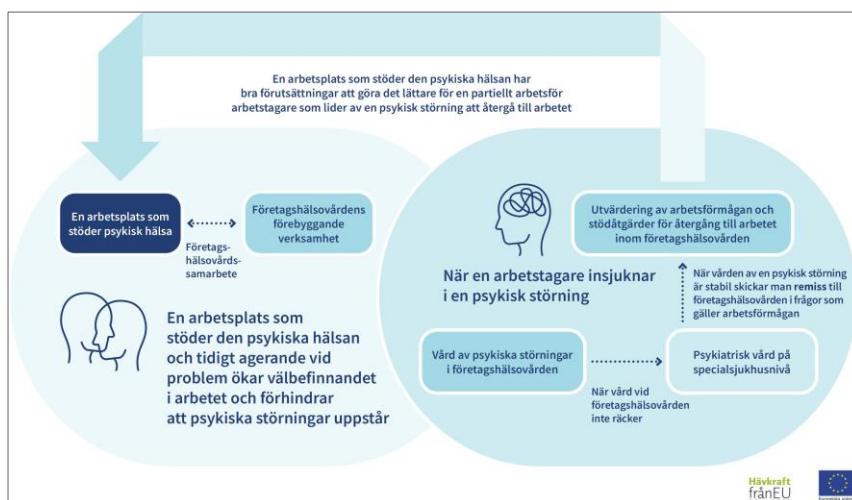 En arbetsplats som stöder den psykiska hälsan har
bra förutsättningar att göra det lättare för en partiellt arbetsför
arbetstagare som lider av en psykisk störning att återgå till arbetet
En arbetsplats som
stöder psykisk hälsa
Företags-
hälsovårds-
samarbete
Företagshälsovårdens
förebyggande
verksamhet
En arbetsplats som
stöder den psykiska hälsan
och tidigt agerande vid
problem ökar välbefinnandet
i arbetet och förhindrar
att psykiska störningar uppstår
Utvärdering av arbetsförmågan och
stödåtgärder för återgång till arbetet
inom företagshälsovården
När en arbetstagare insjuknar
i en psykisk störning
När vården av en psykisk störning
är stabil skickar man remiss till
företagshälsovården i frågor som
gäller arbetsförmågan
Vård av psykiska störningar
i företagshälsovården
När vård vid
företagshälsovården
inte räcker
Psykiatrisk vård på
specialsjukhusnivå
Hävkraft
frånEU